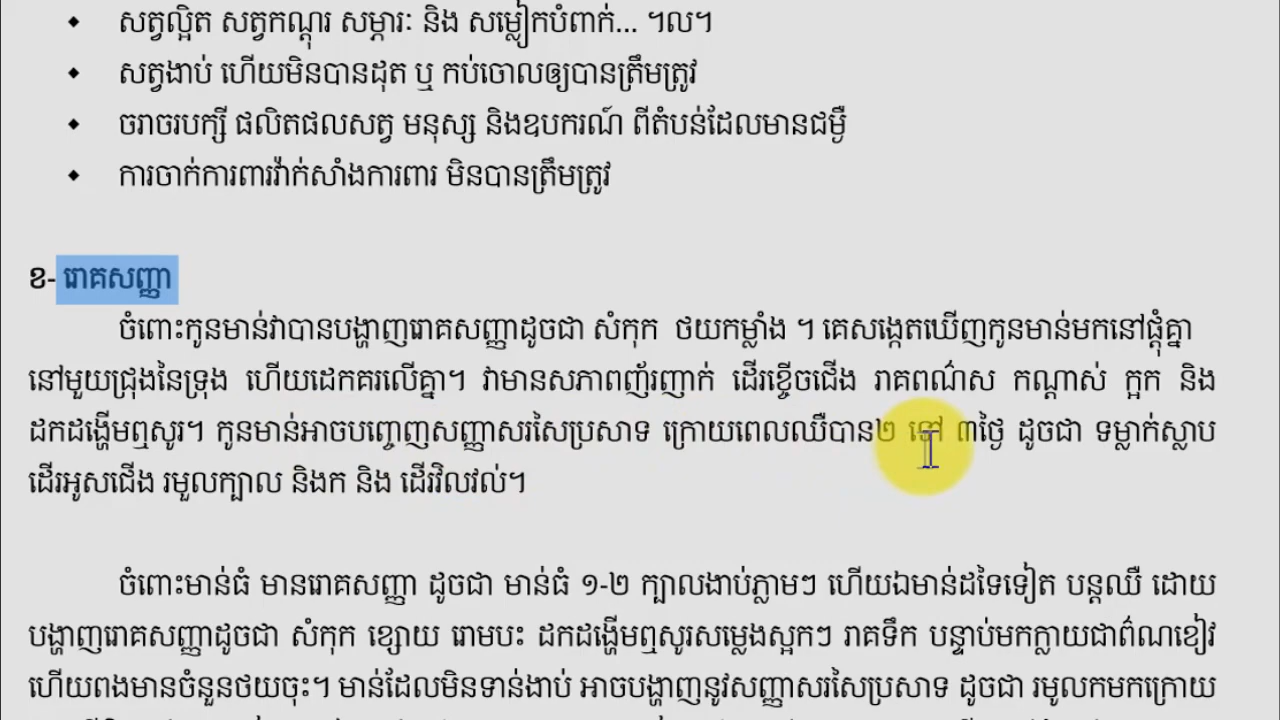 ⬥ សត្វល្អិត សត្វកណ្ដុរ សម្ភារៈ និង សម្លៀកបំពាក់... ។ល។
⬥ សត្វងាប់ ហើយមិនបានដុត ឬ កប់ចោលឲ្យបានត្រឹមត្រូវ
⬥ ចរាចរបក្សី ផលិតផលសត្វ មនុស្ស និងឧបករណ៍ ពីតំបន់ដែលមានជម្ងឺ
⬥ ការចាក់ការពារវ៉ាក់សាំងការពារ មិនបានត្រឹមត្រូវ
ខ- រោគសញ្ញា
ចំពោះកូនមាន់វាបានបង្ហាញរោគសញ្ញាដូចជា សំកុក ថយកម្លាំង ។ គេសង្កេតឃើញកូនមាន់មកនៅផ្តុំគ្នា
នៅមួយជ្រុងនៃទ្រុង ហើយដេកគរលើគ្នា។ វាមានសភាពញ័រញាក់ ដើរខ្ចើចជើង រាគពណ៌ស កណ្តាស់ ក្អក និង
ដកដង្ហើមឮសូរ។ កូនមាន់អាចបញ្ចេញសញ្ញាសរសៃប្រសាទ ក្រោយពេលឈឺបាន២ ទៅ ៣ថ្ងៃ ដូចជា ទម្លាក់ស្លាប
ដើរអូសជើង រមួលក្បាល និងក និង ដើរវិលវល់។
ចំពោះមាន់ធំ មានរោគសញ្ញា ដូចជា មាន់ធំ ១-២ ក្បាលងាប់ភ្លាមៗ ហើយឯមាន់ដទៃទៀត បន្តឈឺ ដោយ
បង្ហាញរោគសញ្ញាដូចជា សំកុក ខ្សោយ រោមបះ ដកដង្ហើមឮសូរសម្លេងស្អកៗ រាគទឹក បន្ទាប់មកក្លាយជាព៌ណខៀវ
ហើយពងមានចំនួនថយចុះ។ មាន់ដែលមិនទាន់ងាប់ អាចបង្ហាញនូវសញ្ញាសរសៃប្រសាទ ដូចជា រមូលកមកក្រោយ